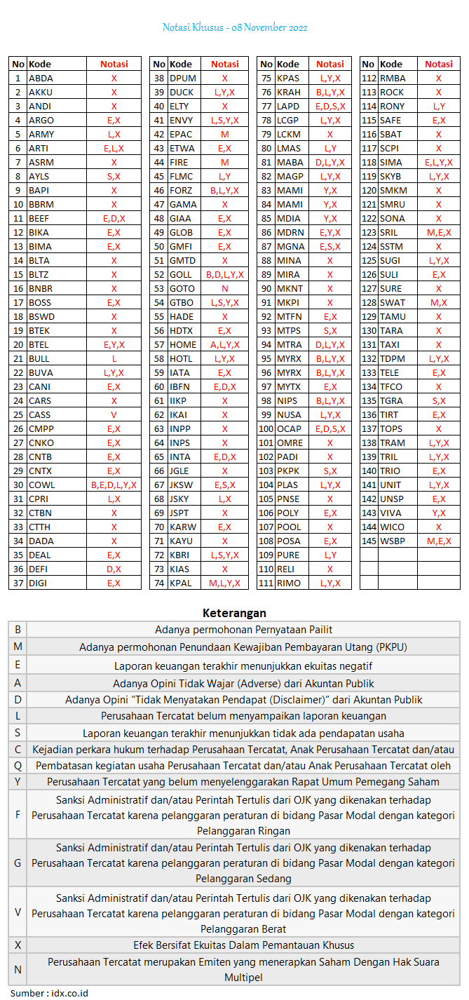 Notasi Khusus - 08 November 2022
No Kode Notasi
1 ABDA X
2 AKKU X
3 ANDI X
4 ARGO E,X
5 ARMY L,X
6 ARTI E,L,X
7 ASRM X
8 AYLS S,X
9 BAPI X
10 BBRM X
11 BEEF E,D,X
12 BIKA E,X
13 BIMA E,X
14 BLTA X
15 BLTZ X
16 BNBR X
17 BOSS E,X
18 BSWD X
19 BTEK X
20 BTEL E,Y,X
21 BULL L
22 BUVA L,Y,X
23 CANI E,X
24 CARS X
25 CASS V
26 CMPP E,X
27 CNKO E,X
28 CNTB E,X
29 CNTX E,X
30 COWL B,E,D,L,Y,X
31 CPRI L,X
32 CTBN X
33 CTTH X
34 DADA X
35 DEAL E,X
36 DEFI D,X
37 DIGI E,X
No Kode Notasi
38 DPUM X
39 DUCK L,Y,X
40 ELTY X
41 ENVY L,S,Y,X
42 EPAC M
43 ETWA E,X
44 FIRE M
45 FLMC L,Y
46 FORZ B,L,Y,X
47 GAMA X
48 GIAA E,X
49 GLOB E,X
50 GMFI E,X
51 GMTD X
52 GOLL B,D,L,Y,X
53 GOTO N
54 GTBO L,S,Y,X
55 HADE X
56 HDTX E,X
57 HOME A,L,Y,X
58 HOTL L,Y,X
59 IATA E,X
60 IBFN E,D,X
61 IIKP X
62 IKAI X
63 INPP X
64 INPS X
65 INTA E,D,X
66 JGLE X
67 JKSW E,S,X
68 JSKY L,X
69 JSPT X
70 KARW E,X
71 KAYU X
72 KBRI L,S,Y,X
73 KIAS X
74 KPAL M,L,Y,X
No Kode Notasi
75 KPAS L,Y,X
76 KRAH B,L,Y,X
77 LAPD E,D,S,X
78 LCGP L,Y,X
79 LCKM X
80 LMAS L,Y
81 MABA D,L,Y,X
82 MAGP L,Y,X
83 MAMI Y,X
84 MAMI Y,X
85 MDIA Y,X
86 MDRN E,Y,X
87 MGNA E,S,X
88 MINA X
89 MIRA X
90 MKNT X
91 MKPI X
92 MTFN E,X
93 MTPS S,X
94 MTRA D,L,Y,X
95 MYRX B,L,Y,X
96 MYRX B,L,Y,X
97 MYTX E,X
98 NIPS B,L,Y,X
99 NUSA L,Y,X
100 OCAP E,D,S,X
101 OMRE X
102 PADI X
103 PKPK S,X
104 PLAS L,Y,X
105 PNSE X
106 POLY E,X
107 POOL X
108 POSA E,X
109 PURE L,Y
110 RELI X
111 RIMO L,Y,X
No Kode Notasi
112 RMBA X
113 ROCK X
114 RONY L,Y
115 SAFE E,X
116 SBAT X
117 SCPI X
118 SIMA E,L,Y,X
119 SKYB L,Y,X
120 SMKM X
121 SMRU X
122 SONA X
123 SRIL M,E,X
124 SSTM X
125 SUGI L,Y,X
126 SULI E,X
127 SURE X
128 SWAT M,X
129 TAMU X
130 TARA X
131 TAXI X
132 TDPM L,Y,X
133 TELE E,X
134 TFCO X
135 TGRA S,X
136 TIRT E,X
137 TOPS X
138 TRAM L,Y,X
139 TRIL L,Y,X
140 TRIO E,X
141 UNIT L,Y,X
142 UNSP E,X
143 VIVA Y,X
144 WICO X
145 WSBP M,E,X
Keterangan
B Adanya permohonan Pernyataan Pailit
M Adanya permohonan Penundaan Kewajiban Pembayaran Utang (PKPU)
E Laporan keuangan terakhir menunjukkan ekuitas negatif
A Adanya Opini Tidak Wajar (Adverse) dari Akuntan Publik
D Adanya Opini “Tidak Menyatakan Pendapat (Disclaimer)” dari Akuntan Publik
L Perusahaan Tercatat belum menyampaikan laporan keuangan
S Laporan keuangan terakhir menunjukkan tidak ada pendapatan usaha
C Kejadian perkara hukum terhadap Perusahaan Tercatat, Anak Perusahaan Tercatat dan/atau
Q Pembatasan kegiatan usaha Perusahaan Tercatat dan/atau Anak Perusahaan Tercatat oleh
Y Perusahaan Tercatat yang belum menyelenggarakan Rapat Umum Pemegang Saham
F Sanksi Administratif dan/atau Perintah Tertulis dari OJK yang dikenakan terhadap
Perusahaan Tercatat karena pelanggaran peraturan di bidang Pasar Modal dengan kategori
Pelanggaran Ringan
G Sanksi Administratif dan/atau Perintah Tertulis dari OJK yang dikenakan terhadap
Perusahaan Tercatat karena pelanggaran peraturan di bidang Pasar Modal dengan kategori
Pelanggaran Sedang
V Sanksi Administratif dan/atau Perintah Tertulis dari OJK yang dikenakan terhadap
Perusahaan Tercatat karena pelanggaran peraturan di bidang Pasar Modal dengan kategori
Pelanggaran Berat
X Efek Bersifat Ekuitas Dalam Pemantauan Khusus
N Perusahaan Tercatat merupakan Emiten yang menerapkan Saham Dengan Hak Suara
Multipel
Sumber : idx.co.id